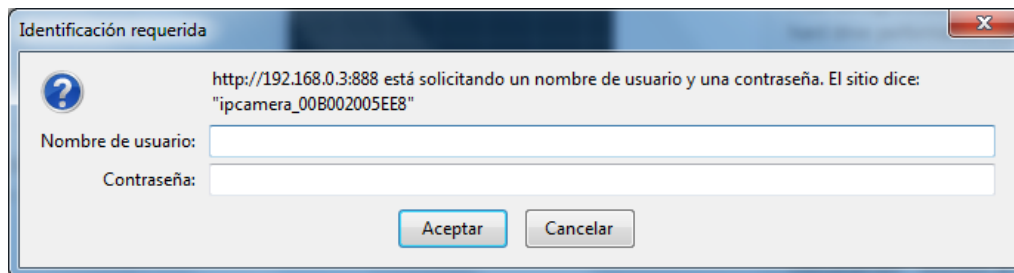 Identificación requerida
http://192.168.0.3:888 está solicitando un nombre de usuario y una contraseña. El sitio dice:
"ipcamera_00B002005EE8"
Nombre de usuario:
Contraseña:
Aceptar Cancelar